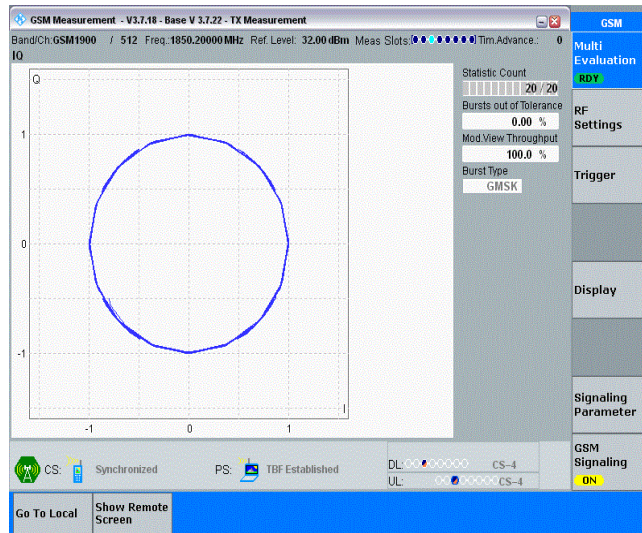 GSM Measurement - V3.7.18 - Base V 3.7.22 - TX Measurement
GSM
Band/Ch:GSM1900 / 512 Freq.:1850.20000 MHz Ref. Level: 32.00 dBm Meas Slots: Tim.Advance.: 0
IQ
Multi
Evaluation
RDY
Q
1
0
-1
I
-1 0 1
Statistic Count
20 / 20
Bursts out of Tolerance
0.00 %
Mod.View Throughput
100.0 %
Burst Type
GMSK
RF
Settings
Trigger
Display
Signaling
Parameter
GSM
Signaling
ON
CS: Synchronized PS: TBF Established
DL: CS-4
UL: CS-4
Go To Local
Show Remote
Screen